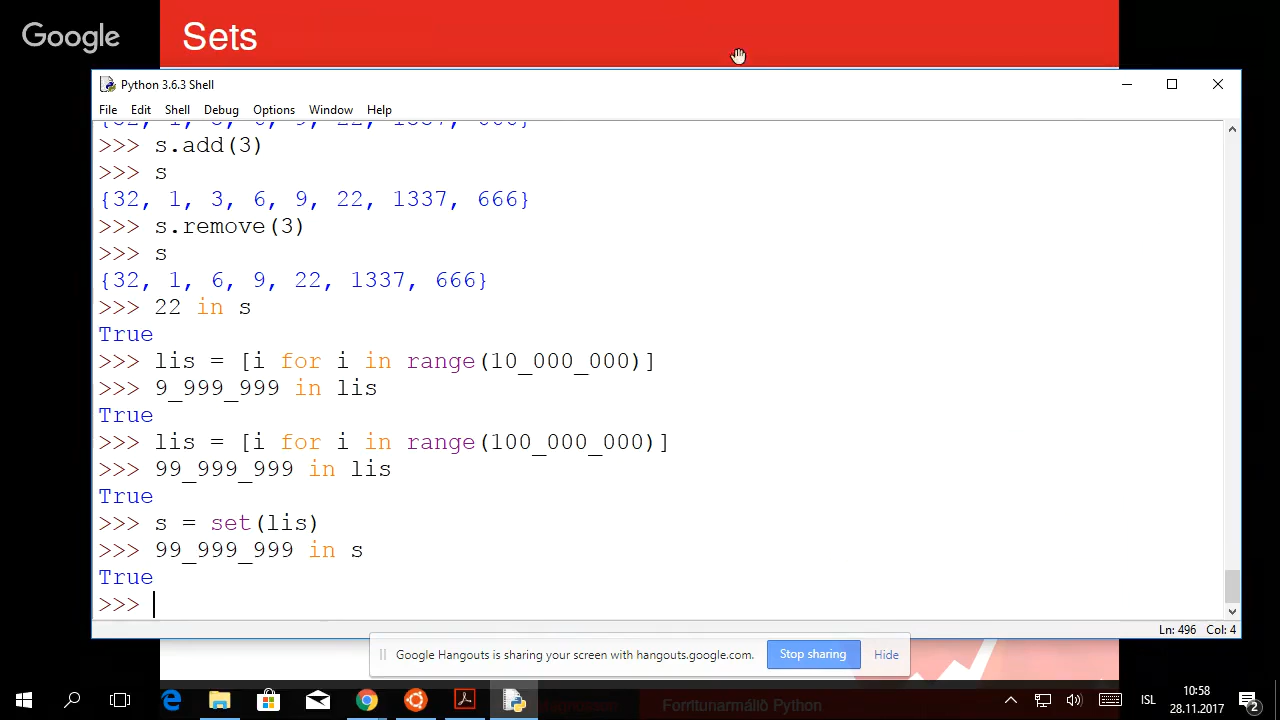 Google
Sets
Python 3.6.3 Shell
File Edit Shell Debug Options Window Help
>>> s.add(3)
>>> s
{32, 1, 3, 6, 9, 22, 1337, 666}
>>> s.remove(3)
>>> s
{32, 1, 6, 9, 22, 1337, 666}
>>> 22 in s
True
>>> lis = [i for i in range(10_000_000)]
>>> 9_999_999 in lis
True
>>> lis = [i for i in range(100_000_000)]
>>> 99_999_999 in lis
True
>>> s = set(lis)
>>> 99_999_999 in s
True
>>>
Ln: 496 Col: 4
Google Hangouts is sharing your screen with hangouts.google.com. Stop sharing Hide
Forritunarmálið Python
ÍSL
10:58
28.11.2017
2